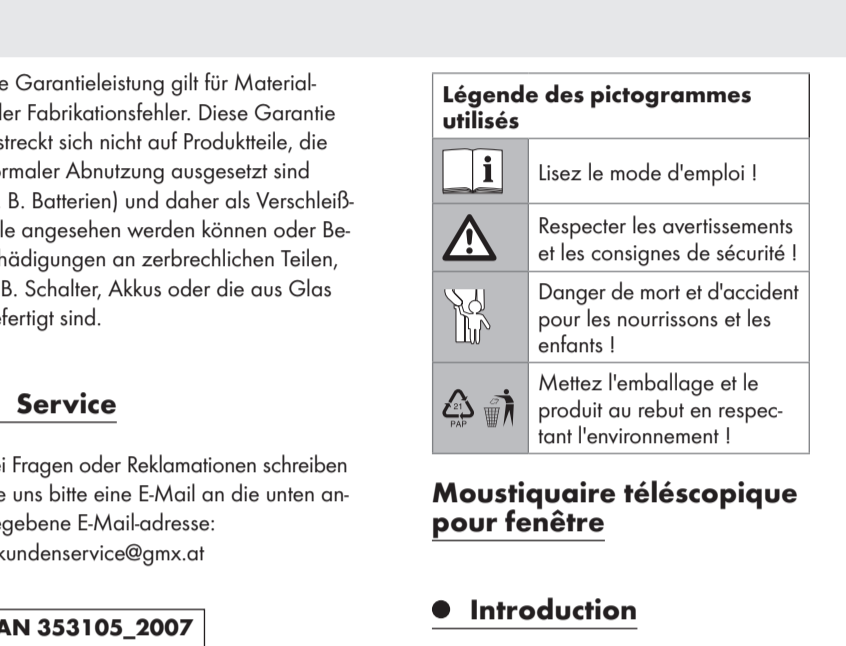 e Garantieleistung gilt für Material-
ler Fabrikationsfehler. Diese Garantie
streckt sich nicht auf Produktteile, die
rmaler Abnutzung ausgesetzt sind
. B. Batterien) und daher als Verschleiß-
le angesehen werden können oder Be-
hädigungen an zerbrechlichen Teilen,
B. Schalter, Akkus oder die aus Glas
fertigt sind.
Service
ei Fragen oder Reklamationen schreiben
e uns bitte eine E-Mail an die unten an-
egebene E-Mail-adresse:
kundenservice@gmx.at
AN 353105_2007
Légende des pictogrammes
utilisés
i
Lisez le mode d'emploi !
Respecter les avertissements
et les consignes de sécurité !
Danger de mort et d'accident
pour les nourrissons et les
enfants !
21
PAP
Mettez l'emballage et le
produit au rebut en respec-
tant l'environnement !
Moustiquaire téléscopique
pour fenêtre
● Introduction